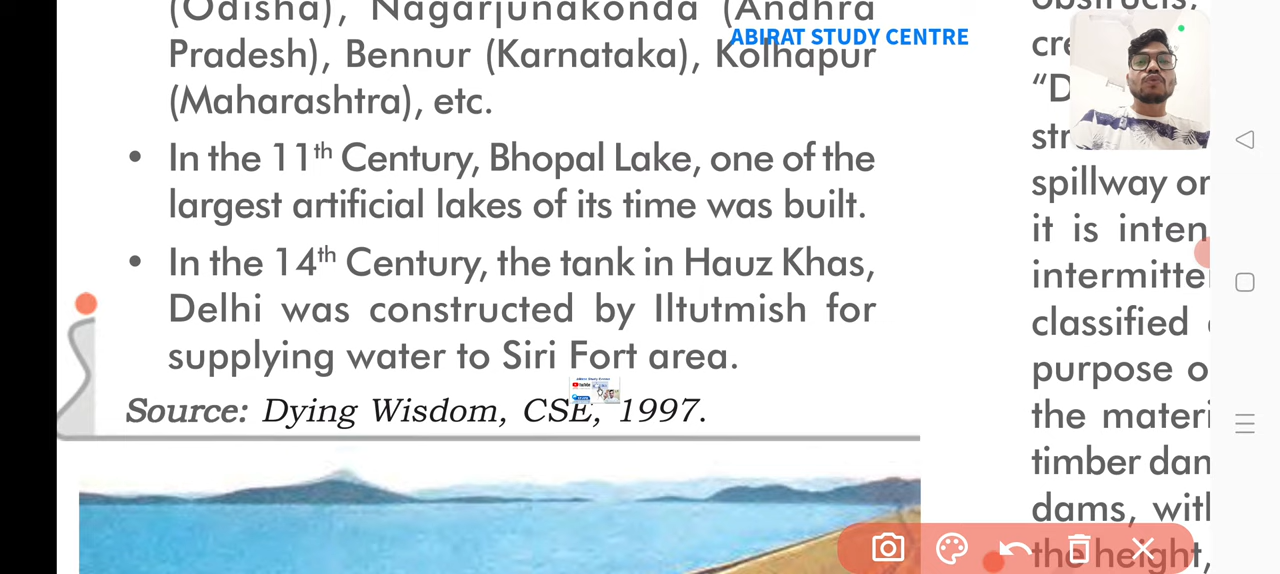 (Odisha), Nagarjunakonda (Andhra
ABIRAT STUDY CENTRE
Pradesh), Bennur (Karnataka), Kolhapur
(Maharashtra), etc.
• In the 11th Century, Bhopal Lake, one of the
largest artificial lakes of its time was built.
• In the 14th Century, the tank in Hauz Khas,
Delhi was constructed by Iltutmish for
supplying water to Siri Fort area.
Source: Dying Wisdom, CSE, 1997.
obstructs,
spillway or
it is inten
intermitte
classified
purpose o
the materi
timber dan
dams, with
the height,